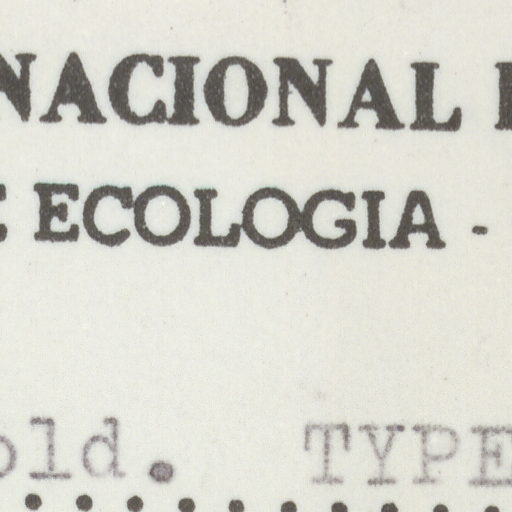 NACIONAL
E ECOLOGIA -
old. TYPE